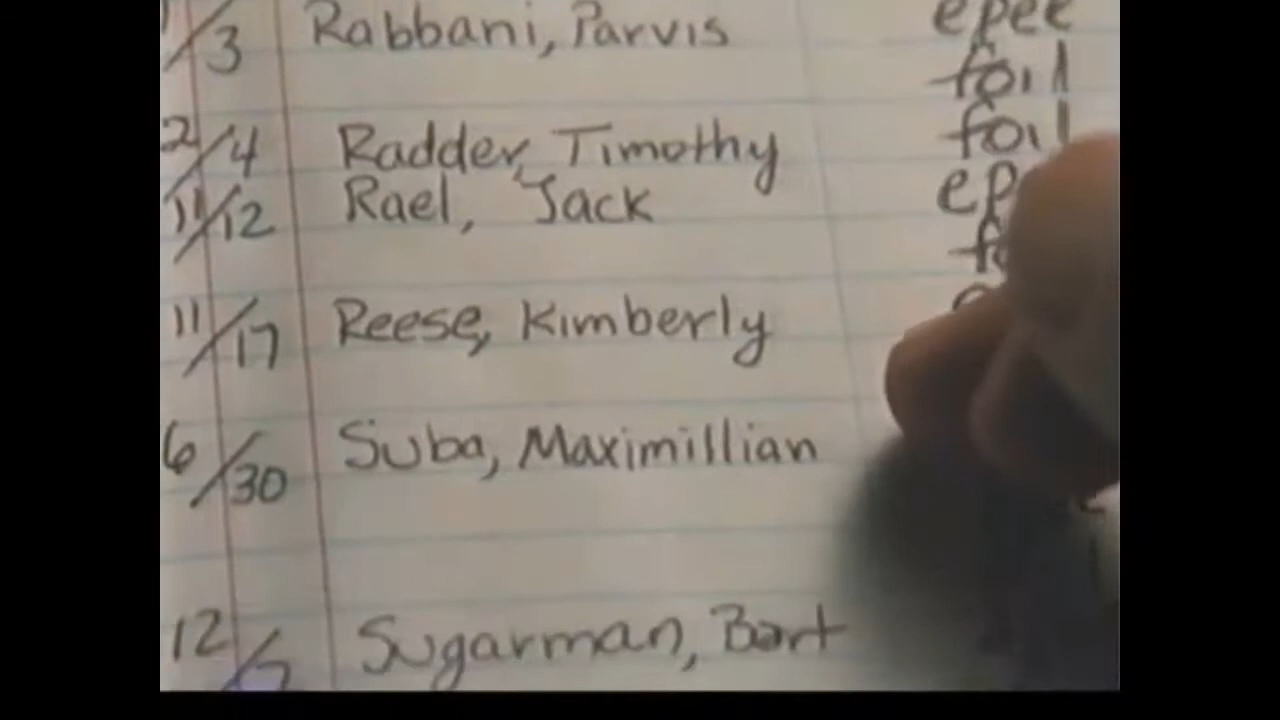 /3 Rabbani, Parvis epee
foil
2/4 Radder, Timothy foil
11/12 Rael, Jack
11/17 Reese, Kimberly
6/30 Suba, Maximillian
12/7 Sugarman, Bart